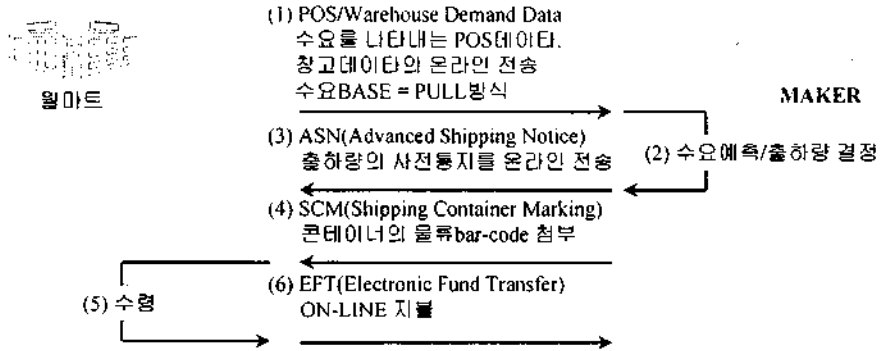 (1) POS/Warehouse Demand Data
수요를 나타내는 POS데이타,
창고데이타의 온라인 전송
수요BASE = PULL방식
월마트
MAKER
(3) ASN(Advanced Shipping Notice)
출하량의 사전통지를 온라인 전송
(2) 수요예측/출하량 결정
(4) SCM(Shipping Container Marking)
콘테이너의 물류bar-code 첨부
(5) 수령
(6) EFT(Electronic Fund Transfer)
ON-LINE 지불